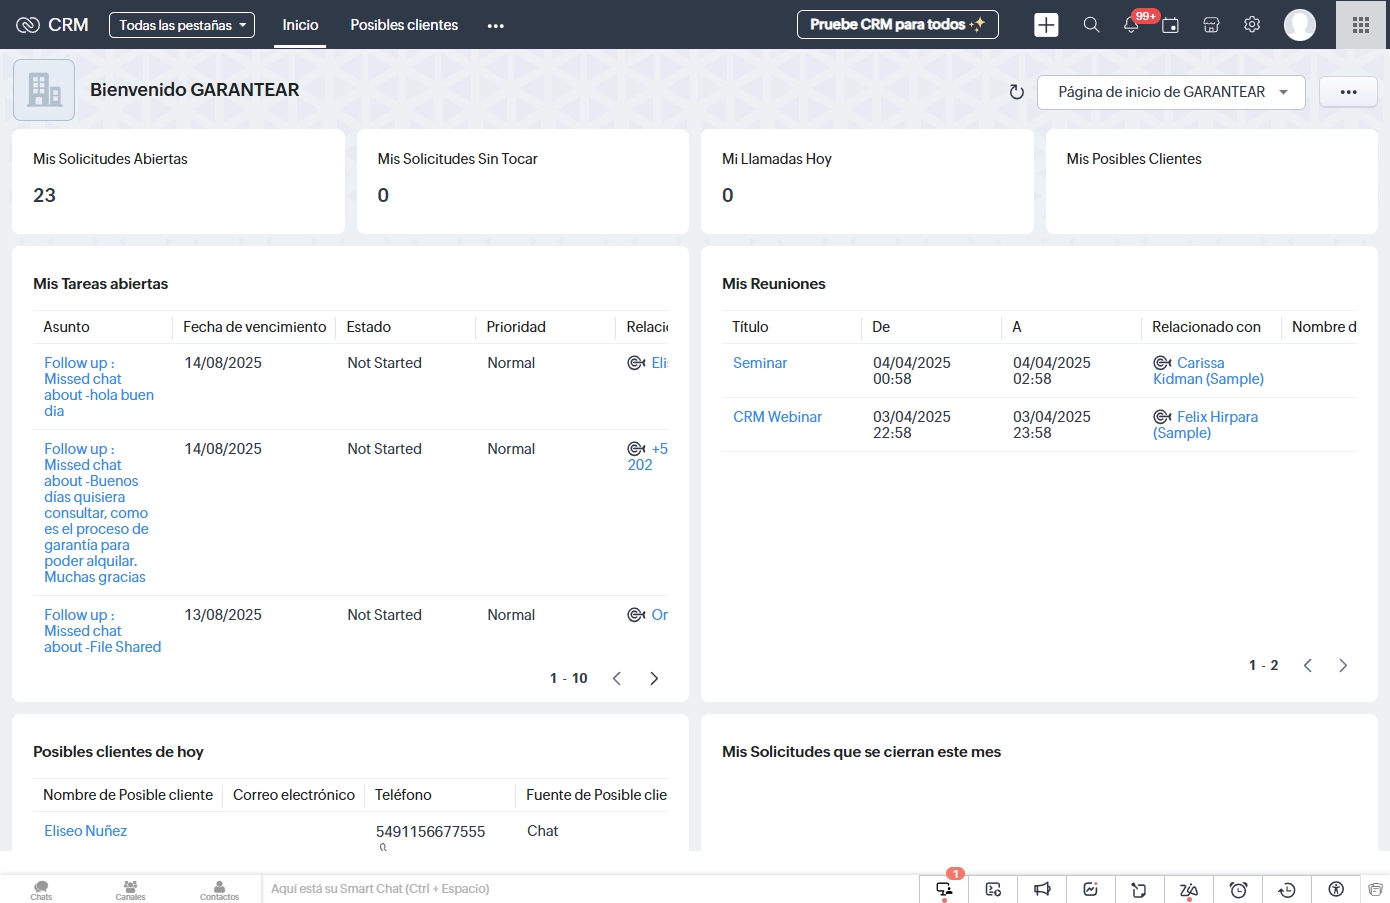 CRM
Todas las pestañas
Inicio
Posibles clientes
Pruebe CRM para todos
99+
Bienvenido GARANTEAR
Página de inicio de GARANTEAR
Mis Solicitudes Abiertas
23
Mis Solicitudes Sin Tocar
0
Mi Llamadas Hoy
0
Mis Posibles Clientes
Mis Tareas abiertas
Asunto Fecha de vencimiento Estado Prioridad Relacio
Follow up : 14/08/2025 Not Started Normal Elis
Missed chat
about -hola buen
dia
Follow up : 14/08/2025 Not Started Normal +5
Missed chat 202
about -Buenos
días quisiera
consultar, como
es el proceso de
garantía para
poder alquilar.
Muchas gracias
Follow up : 13/08/2025 Not Started Normal Or
Missed chat
about -File Shared
1 - 10
Mis Reuniones
Título De A Relacionado con Nombre d
Seminar 04/04/2025 04/04/2025 Carissa
00:58 02:58 Kidman (Sample)
CRM Webinar 03/04/2025 03/04/2025 Felix Hirpara
22:58 23:58 (Sample)
1 - 2
Posibles clientes de hoy
Nombre de Posible cliente Correo electrónico Teléfono Fuente de Posible clie
Eliseo Nuñez 5491156677555 Chat
Mis Solicitudes que se cierran este mes
Chats
Canales
Contactos
Aquí está su Smart Chat (Ctrl + Espacio)
1